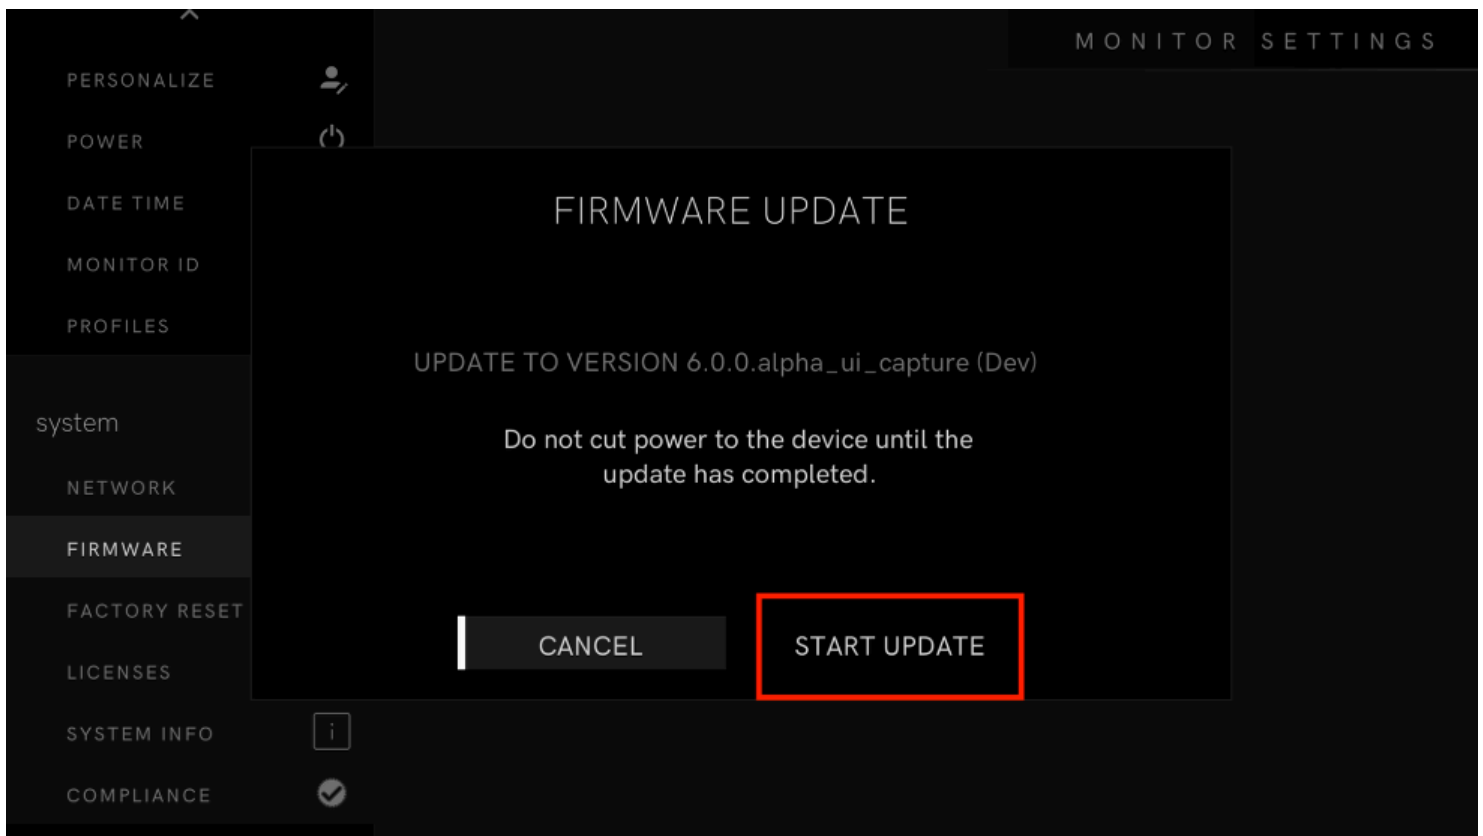 MONITOR SETTINGS
PERSONALIZE
POWER
DATE TIME
MONITOR ID
PROFILES
system
NETWORK
FIRMWARE
FACTORY RESET
LICENSES
SYSTEM INFO
i
COMPLIANCE
FIRMWARE UPDATE
UPDATE TO VERSION 6.0.0.alpha_ui_capture (Dev)
Do not cut power to the device until the
update has completed.
CANCEL
START UPDATE